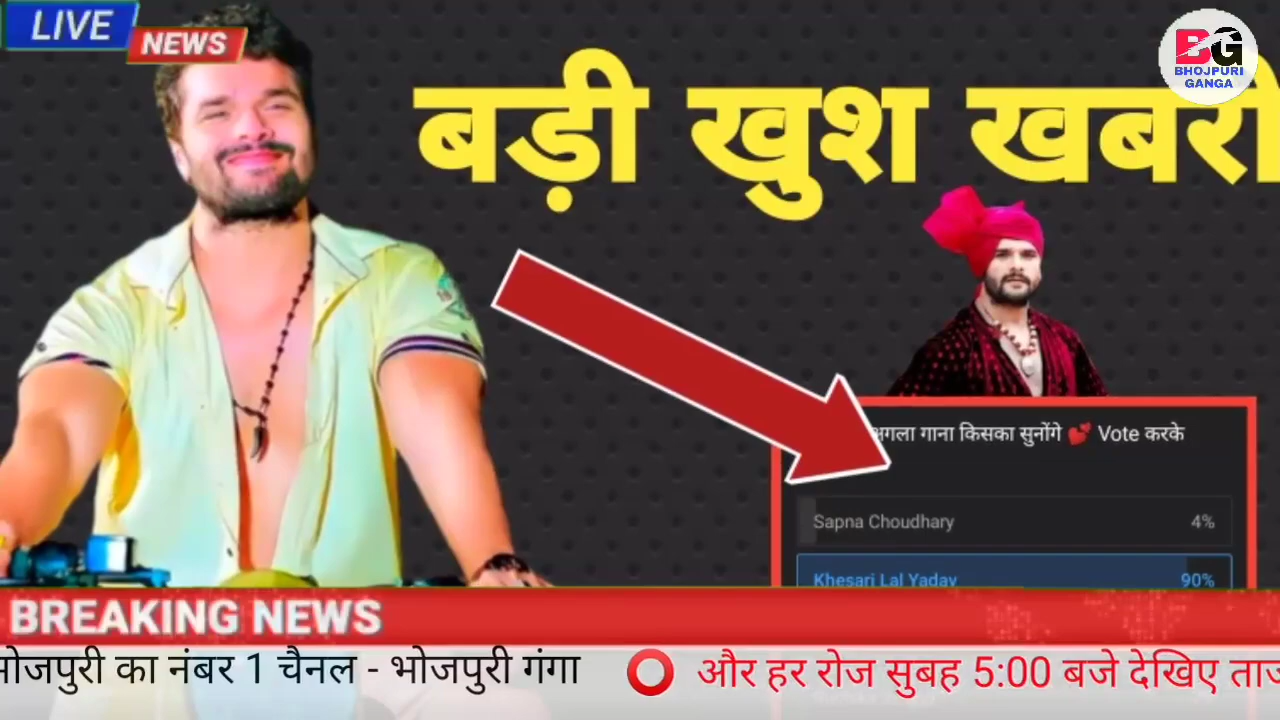 LIVE
NEWS
BG
BHOJPURI
GANGA
बड़ी खुश खबरी
अगला गाना किसका सुनोंगे 💕 Vote करके
Sapna Choudhary 4%
Khesari Lal Yadav 90%
BREAKING NEWS
भोजपुरी का नंबर 1 चैनल - भोजपुरी गंगा ⭕ और हर रोज सुबह 5:00 बजे देखिए